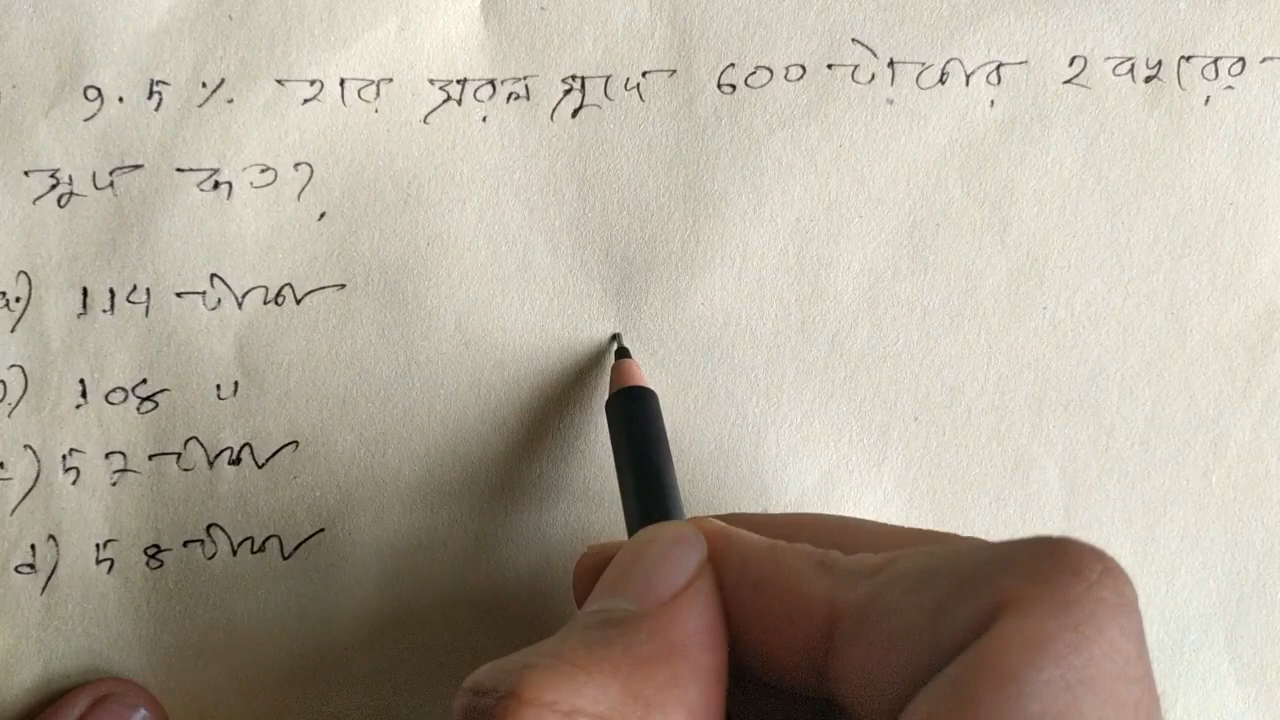 9.5 %. হার সরল সুদে 600 টাকার 2 বছরের
সুদ কত?
a) 114 টাকা
b) 108 "
c) 57 টাকা
d) 58 টাকা